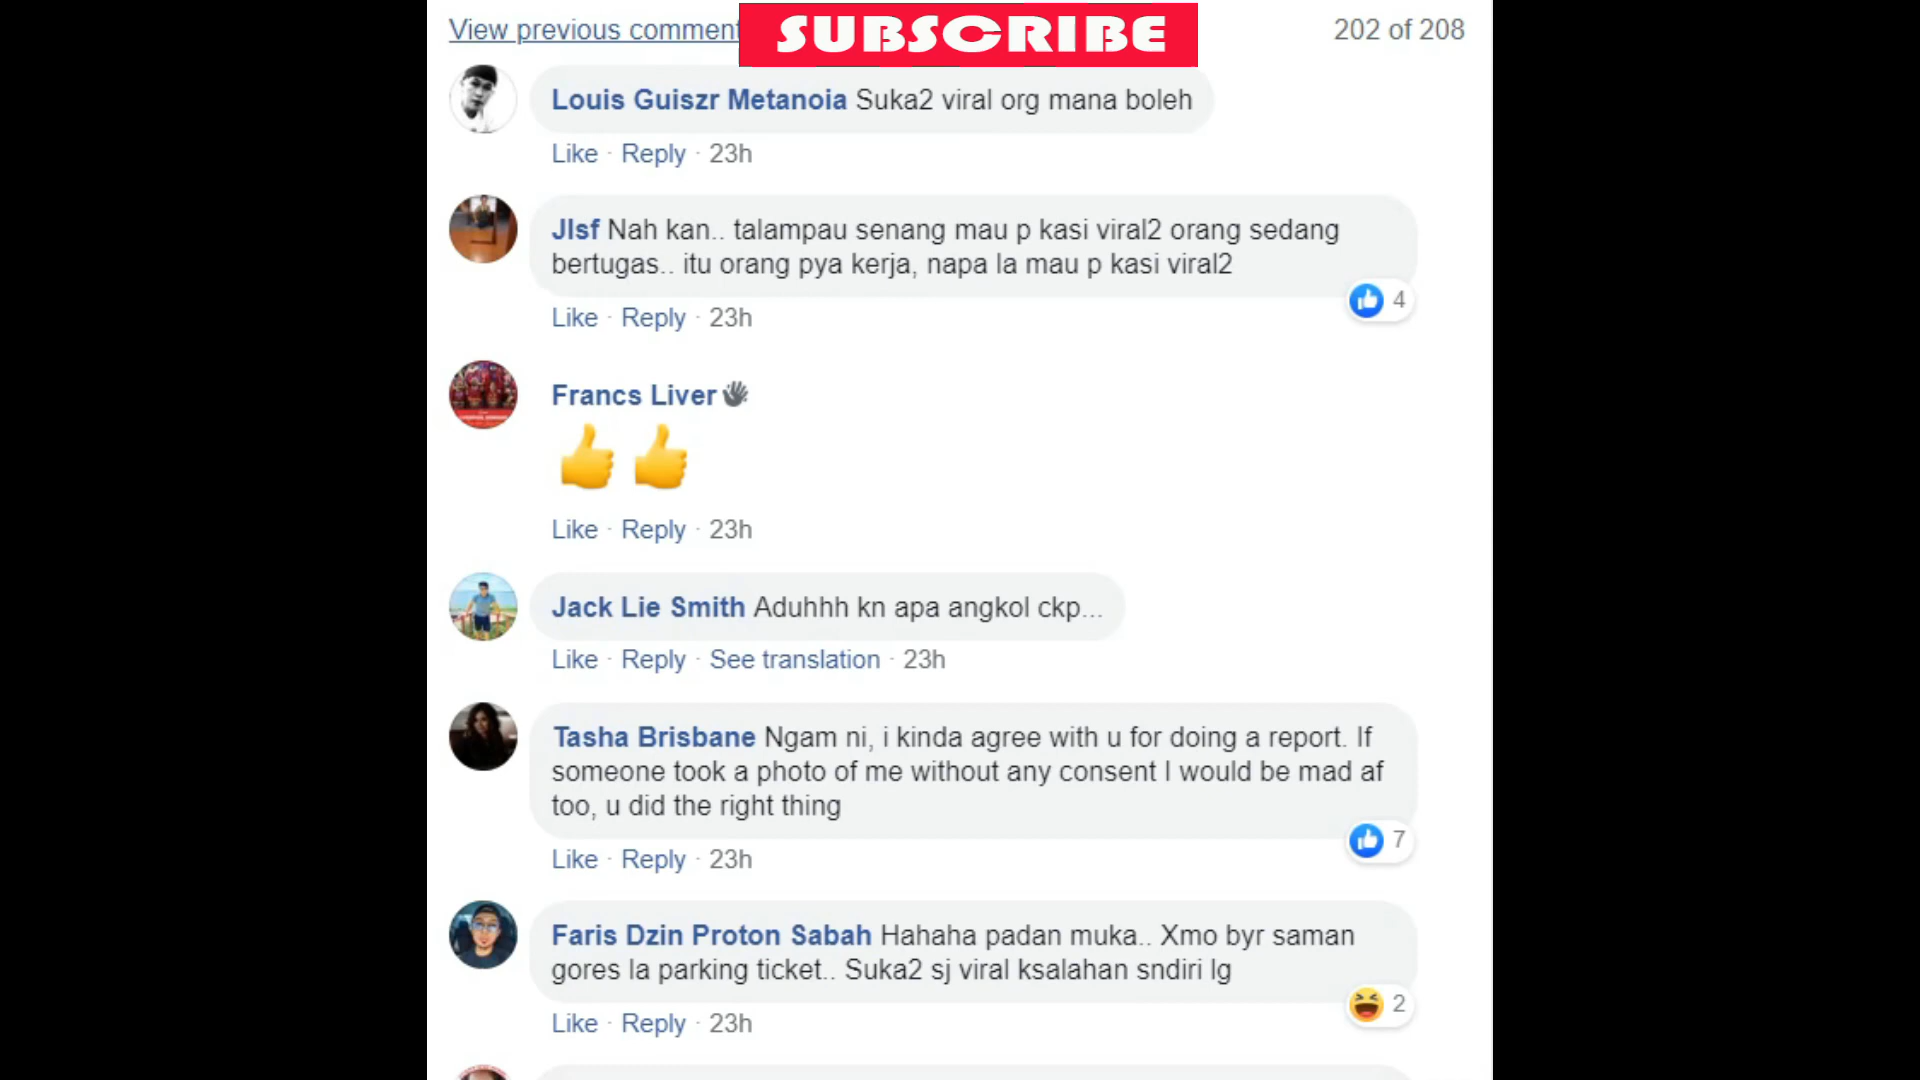 View previous comment
SUBSCRIBE
202 of 208
Louis Guiszr Metanoia Suka2 viral org mana boleh
Like · Reply · 23h
Jlsf Nah kan.. talampau senang mau p kasi viral2 orang sedang
bertugas.. itu orang pya kerja, napa la mau p kasi viral2
4
Like · Reply · 23h
Francs Liver
Like · Reply · 23h
Jack Lie Smith Aduhhh kn apa angkol ckp...
Like · Reply · See translation · 23h
Tasha Brisbane Ngam ni, i kinda agree with u for doing a report. If
someone took a photo of me without any consent I would be mad af
too, u did the right thing
7
Like · Reply · 23h
Faris Dzin Proton Sabah Hahaha padan muka.. Xmo byr saman
gores la parking ticket.. Suka2 sj viral ksalahan sndiri lg
2
Like · Reply · 23h